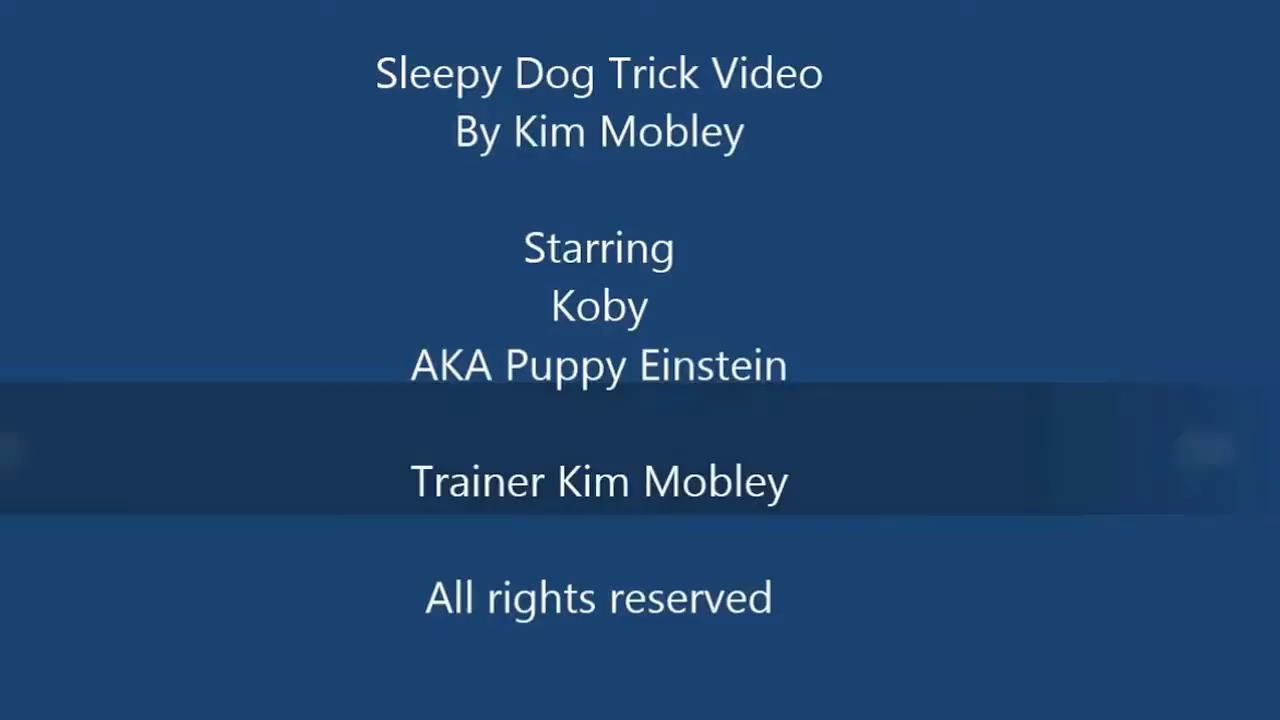 Sleepy Dog Trick Video
By Kim Mobley
Starring
Koby
AKA Puppy Einstein
Trainer Kim Mobley
All rights reserved